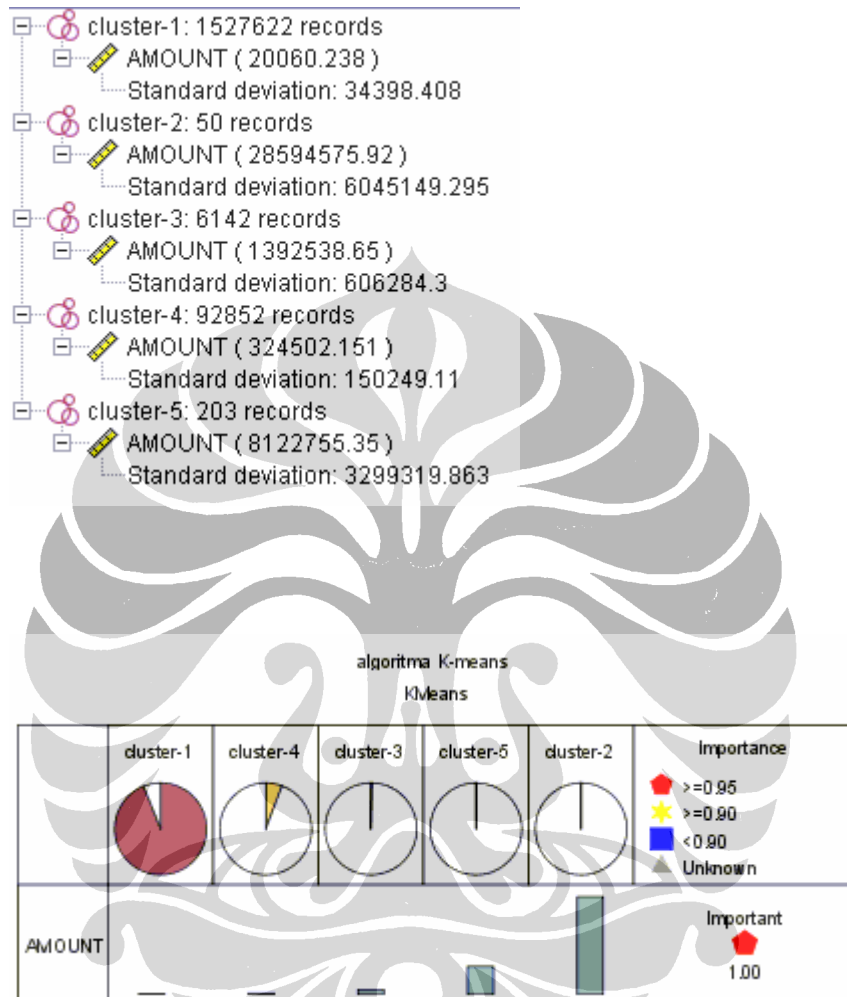 cluster-1: 1527622 records
AMOUNT ( 20060.238 )
Standard deviation: 34398.408
cluster-2: 50 records
AMOUNT ( 28594575.92 )
Standard deviation: 6045149.295
cluster-3: 6142 records
AMOUNT ( 1392538.65 )
Standard deviation: 606284.3
cluster-4: 92852 records
AMOUNT ( 324502.151 )
Standard deviation: 150249.11
cluster-5: 203 records
AMOUNT ( 8122755.35 )
Standard deviation: 3299319.863
algoritma K-means
KMeans
cluster-1 cluster-4 cluster-3 cluster-5 cluster-2 Importance
>=0.95
>=0.90
<0.90
Unknown
AMOUNT Important
1.00